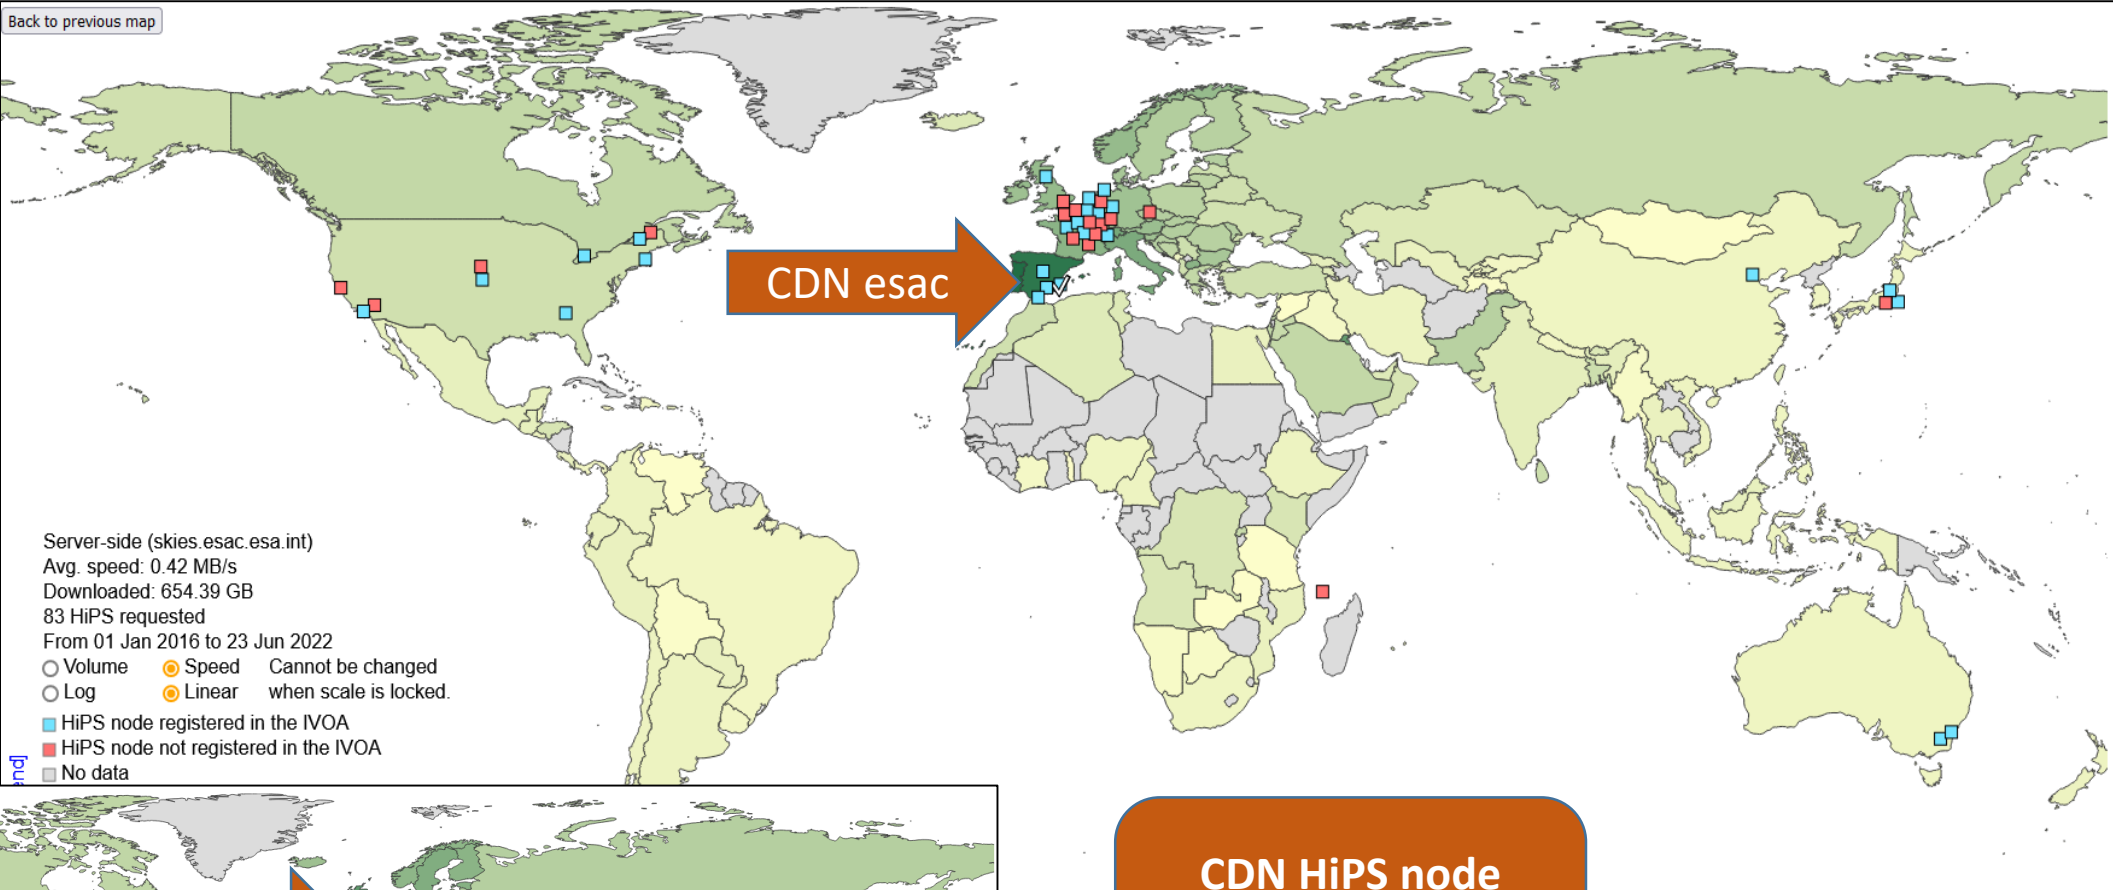 Back to previous map
CDN esac
Server-side (skies.esac.esa.int)
Avg. speed: 0.42 MB/s
Downloaded: 654.39 GB
83 HiPS requested
From 01 Jan 2016 to 23 Jun 2022
Volume Speed Cannot be changed
Log Linear when scale is locked.
HiPS node registered in the IVOA
HiPS node not registered in the IVOA
No data
end]
CDN HiPS node